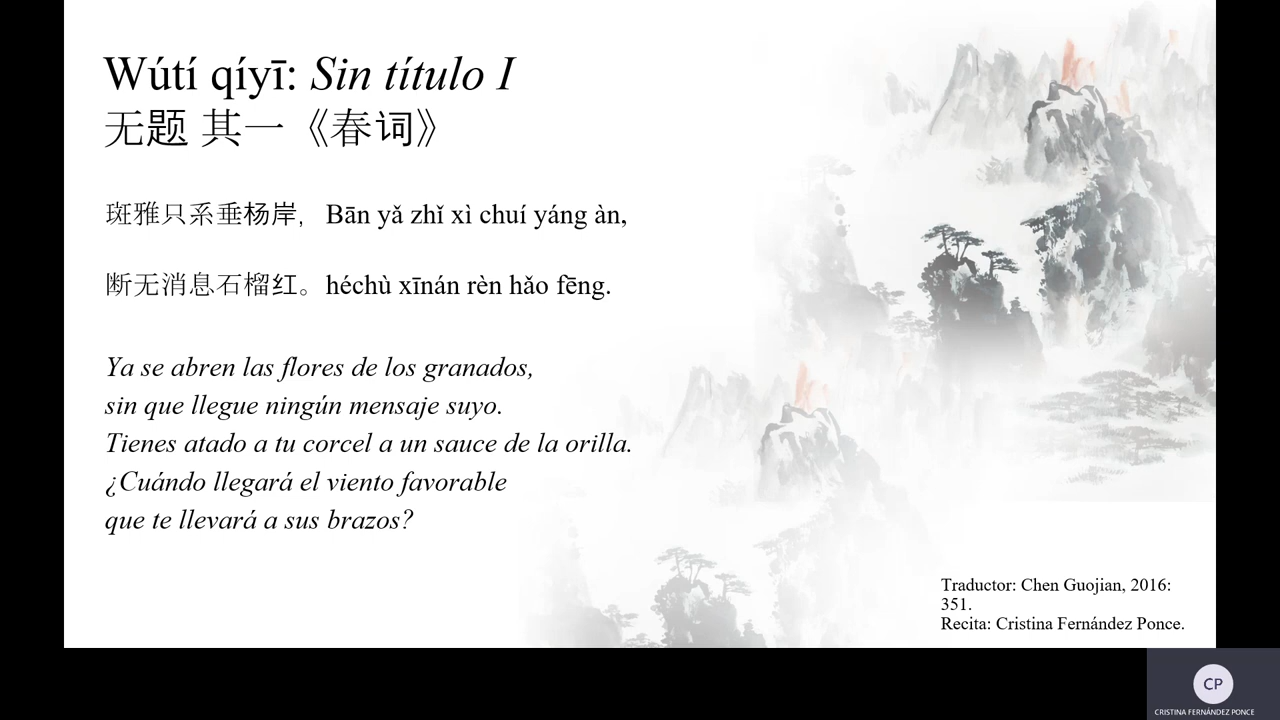 Wútí qíyī: Sin título I
无题 其一《春词》
斑雅只系垂杨岸, Bān yǎ zhǐ xì chuí yáng àn,
断无消息石榴红。héchù xīnán rèn hǎo fēng.
Ya se abren las flores de los granados,
sin que llegue ningún mensaje suyo.
Tienes atado a tu corcel a un sauce de la orilla.
¿Cuándo llegará el viento favorable
que te llevará a sus brazos?
Traductor: Chen Guojian, 2016:
351.
Recita: Cristina Fernández Ponce.
CP
CRISTINA FERNÁNDEZ PONCE